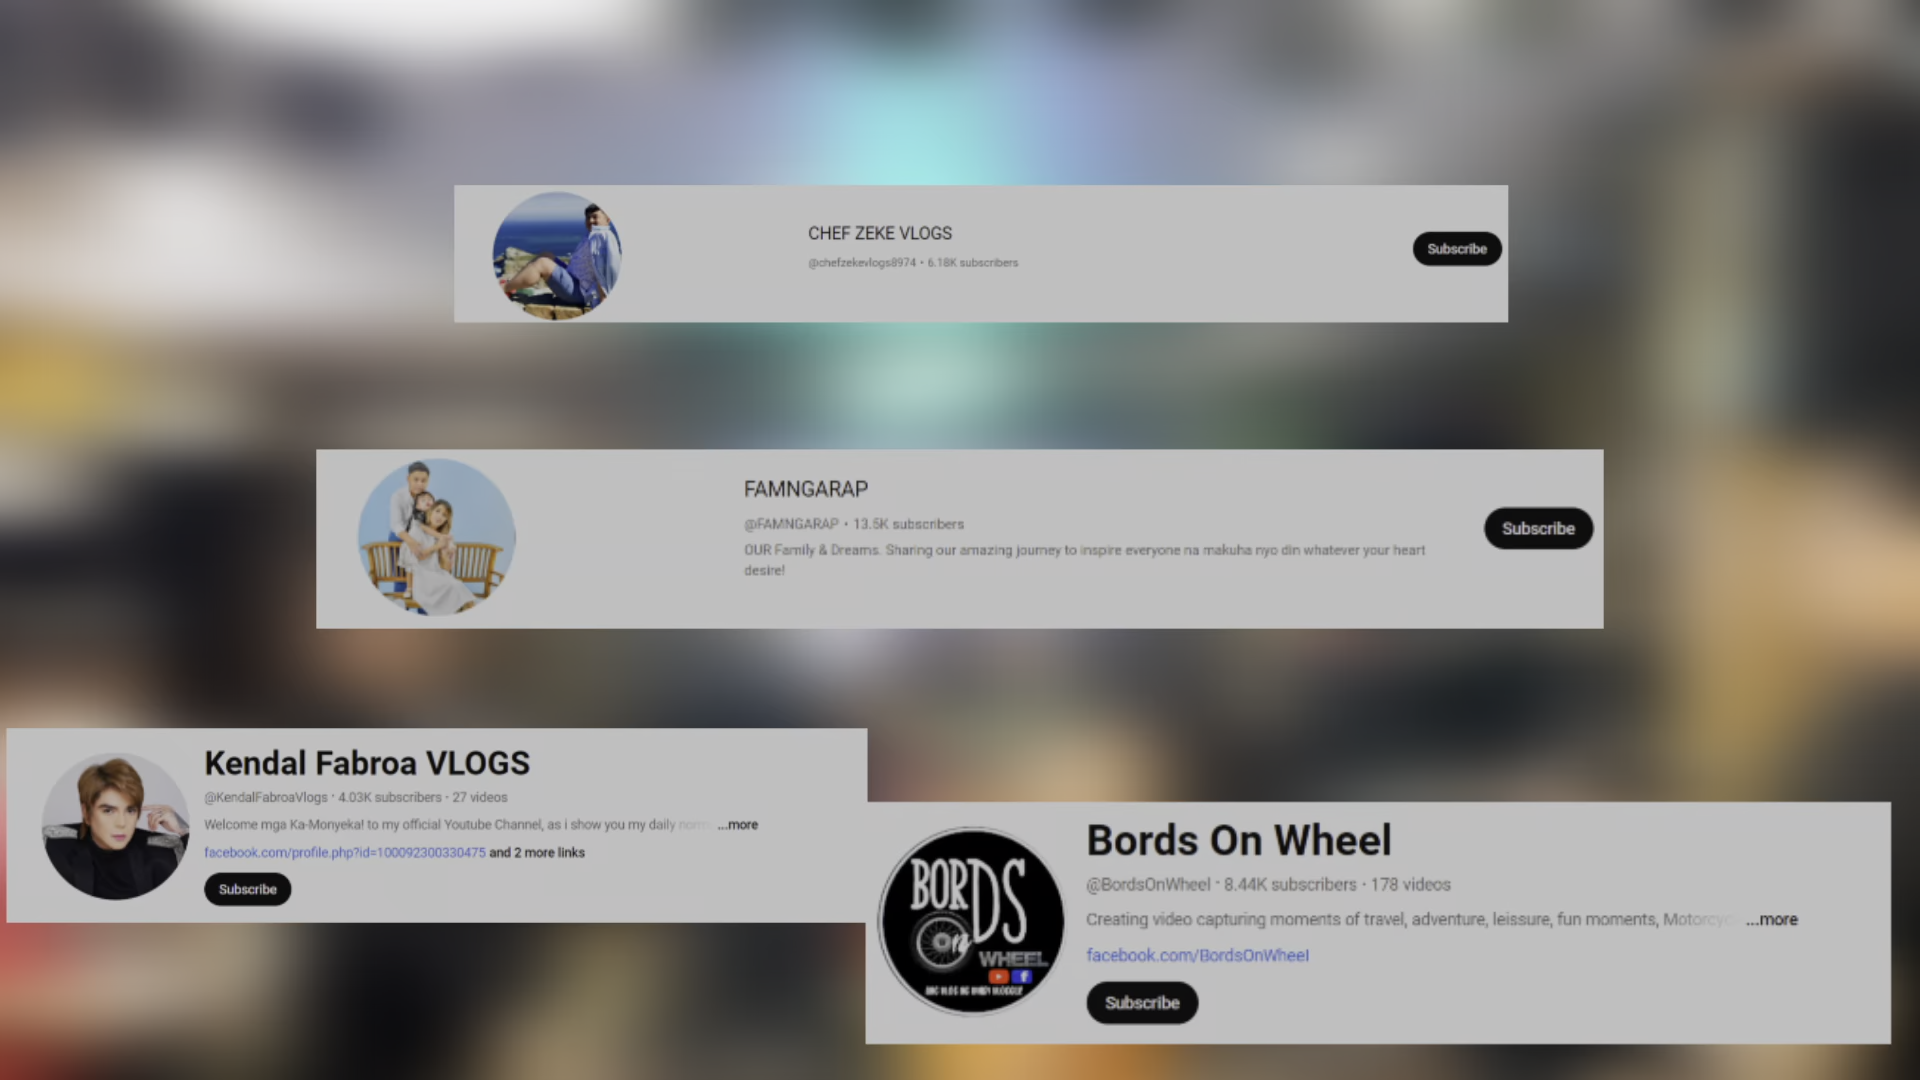 CHEF ZEKE VLOGS
@chefzekevlogs8974 • 6.18K subscribers
Subscribe
FAMNGARAP
@FAMNGARAP • 13.5K subscribers
OUR Family & Dreams. Sharing our amazing journey to inspire everyone na makuha nyo din whatever your heart
desire!
Subscribe
Kendal Fabroa VLOGS
@KendalFabroaVlogs · 4.03K subscribers · 27 videos
Welcome mga Ka-Monyeka! to my official Youtube Channel, as i show you my daily ...more
facebook.com/profile.php?id=100092300330475 and 2 more links
Subscribe
BORDS
on
WHEEL
Bords On Wheel
@BordsOnWheel · 8.44K subscribers · 178 videos
Creating video capturing moments of travel, adventure, leissure, fun moments, ...more
facebook.com/BordsOnWheel
Subscribe